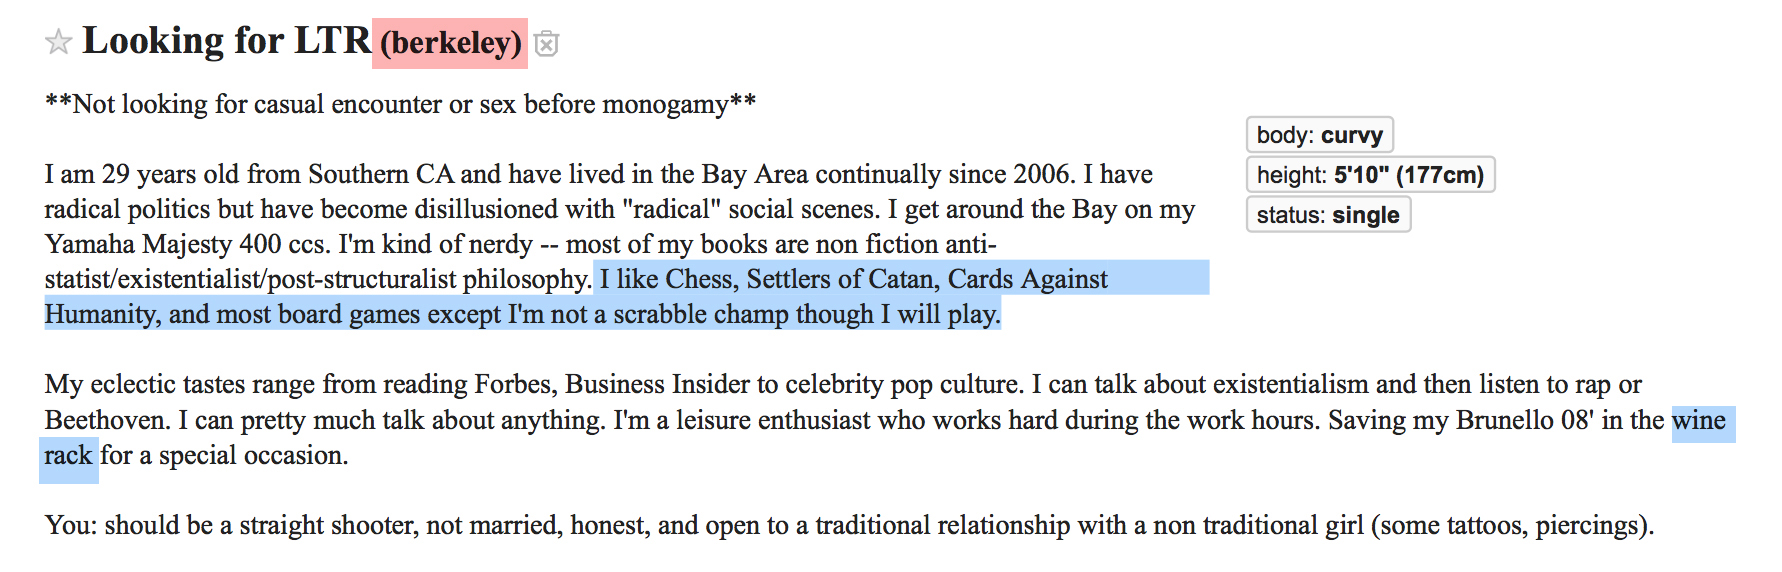 Looking for LTR (berkeley)
**Not looking for casual encounter or sex before monogamy**
body: curvy
height: 5'10" (177cm)
status: single
I am 29 years old from Southern CA and have lived in the Bay Area continually since 2006. I have
radical politics but have become disillusioned with "radical" social scenes. I get around the Bay on my
Yamaha Majesty 400 ccs. I'm kind of nerdy -- most of my books are non fiction anti-
statist/existentialist/post-structuralist philosophy. I like Chess, Settlers of Catan, Cards Against
Humanity, and most board games except I'm not a scrabble champ though I will play.
My eclectic tastes range from reading Forbes, Business Insider to celebrity pop culture. I can talk about existentialism and then listen to rap or
Beethoven. I can pretty much talk about anything. I'm a leisure enthusiast who works hard during the work hours. Saving my Brunello 08' in the wine
rack for a special occasion.
You: should be a straight shooter, not married, honest, and open to a traditional relationship with a non traditional girl (some tattoos, piercings).